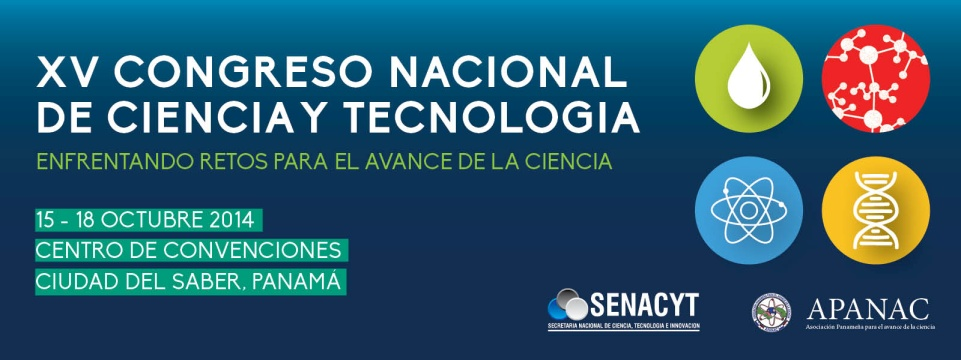 XV CONGRESO NACIONAL
DE CIENCIA Y TECNOLOGIA
ENFRENTANDO RETOS PARA EL AVANCE DE LA CIENCIA
15 - 18 OCTUBRE 2014
CENTRO DE CONVENCIONES
CIUDAD DEL SABER, PANAMÁ
SENACYT
SECRETARIA NACIONAL DE CIENCIA, TECNOLOGIA E INNOVACION
APANAC
Asociación Panameña para el avance de la ciencia